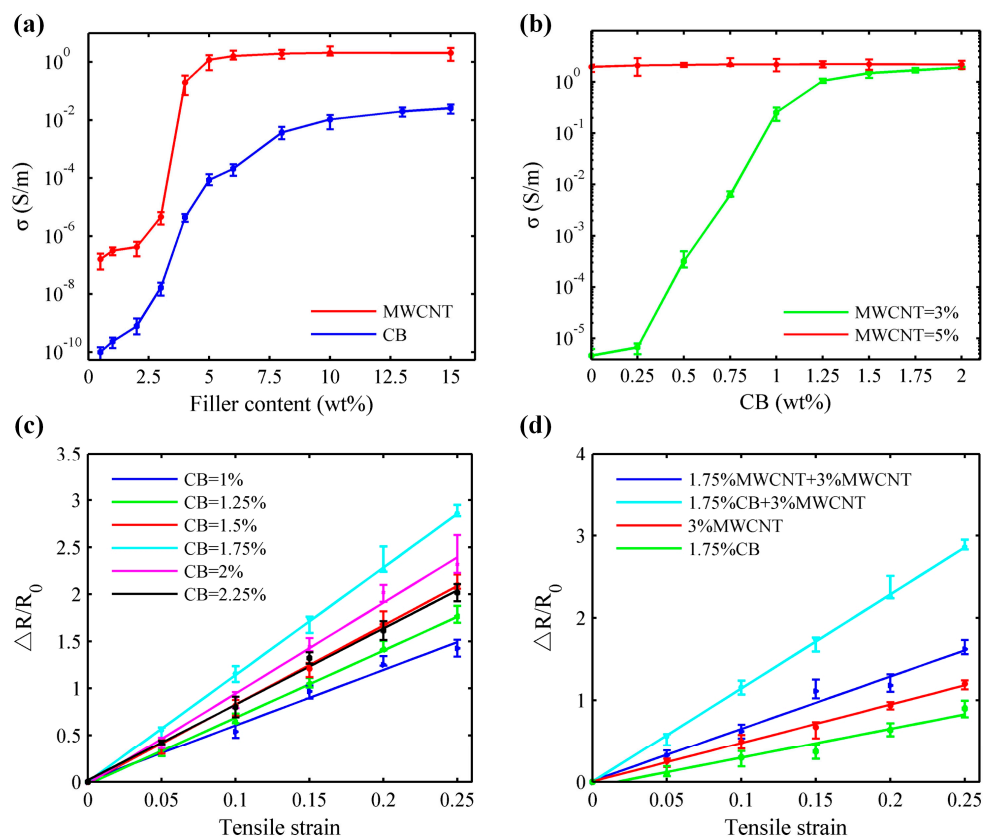 (a)
10^0
10^-2
10^-4
10^-6
10^-8
10^-10
σ (S/m)
MWCNT
CB
0 2.5 5 7.5 10 12.5 15
Filler content (wt%)
(b)
10^0
10^-1
10^-2
10^-3
10^-4
10^-5
σ (S/m)
MWCNT=3%
MWCNT=5%
0 0.25 0.5 0.75 1 1.25 1.5 1.75 2
CB (wt%)
(c)
3.5
3
2.5
2
1.5
1
0.5
0
△R/R0
CB=1%
CB=1.25%
CB=1.5%
CB=1.75%
CB=2%
CB=2.25%
0 0.05 0.1 0.15 0.2 0.25
Tensile strain
(d)
4
3
2
1
0
△R/R0
1.75%MWCNT+3%MWCNT
1.75%CB+3%MWCNT
3%MWCNT
1.75%CB
0 0.05 0.1 0.15 0.2 0.25
Tensile strain